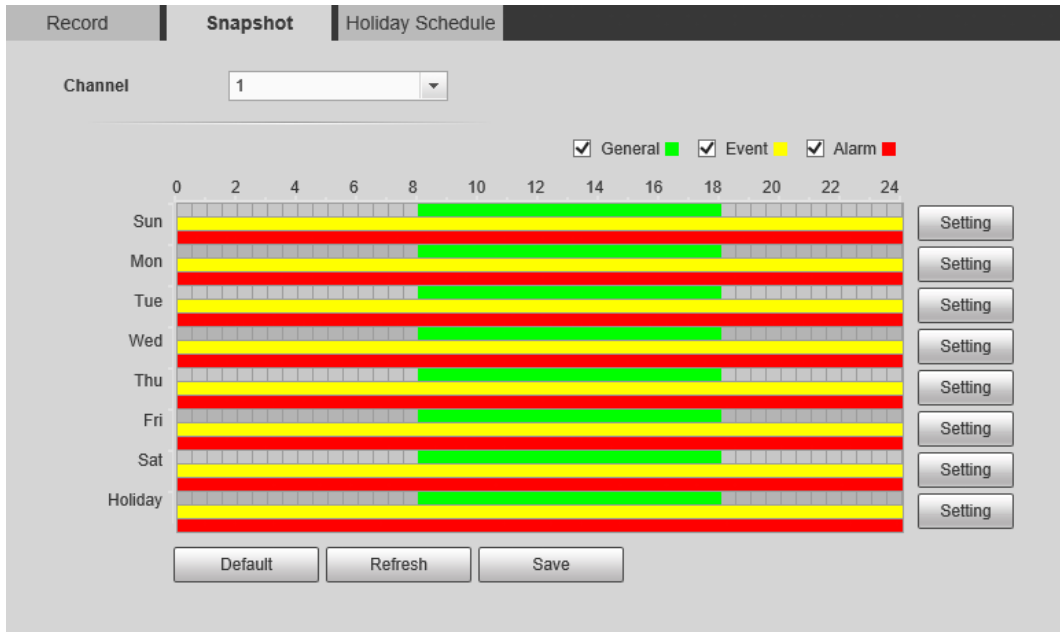 Record Snapshot Holiday Schedule
Channel 1
General Event Alarm
0 2 4 6 8 10 12 14 16 18 20 22 24
Sun Setting
Mon Setting
Tue Setting
Wed Setting
Thu Setting
Fri Setting
Sat Setting
Holiday Setting
Default Refresh Save